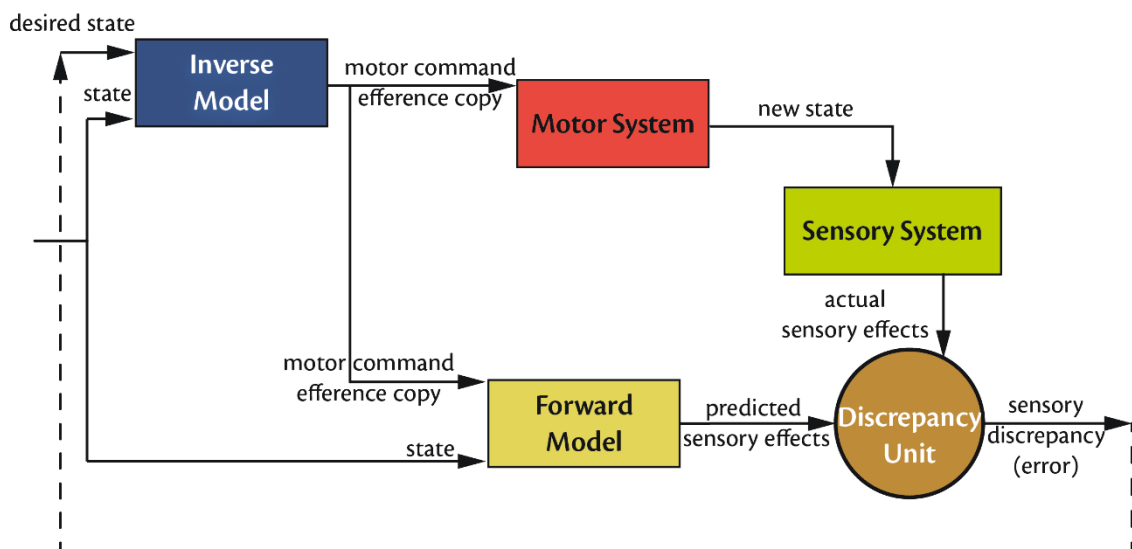 desired state
state
Inverse
Model
motor command
efference copy
Motor System
new state
Sensory System
actual
sensory effects
motor command
efference copy
state
Forward
Model
predicted
sensory effects
Discrepancy
Unit
sensory
discrepancy
(error)